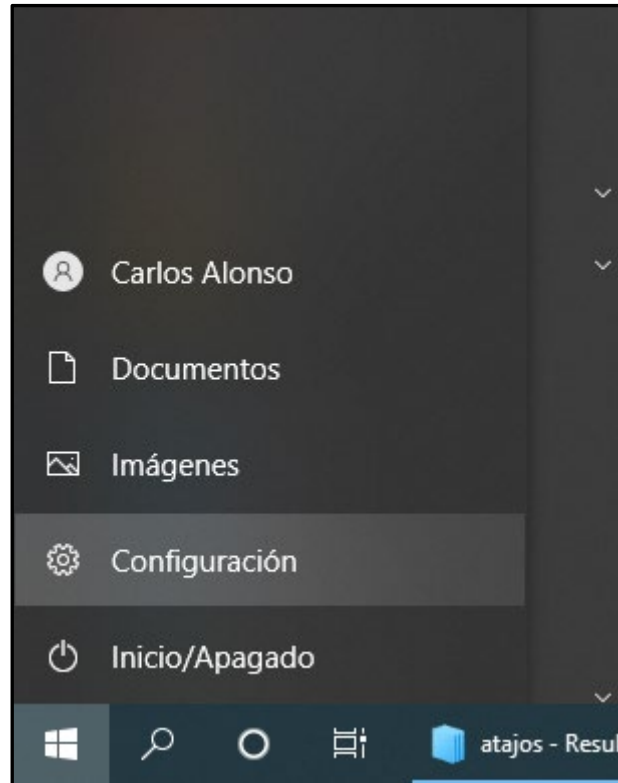 Carlos Alonso
Documentos
Imágenes
Configuración
Inicio/Apagado
atajos - Resul